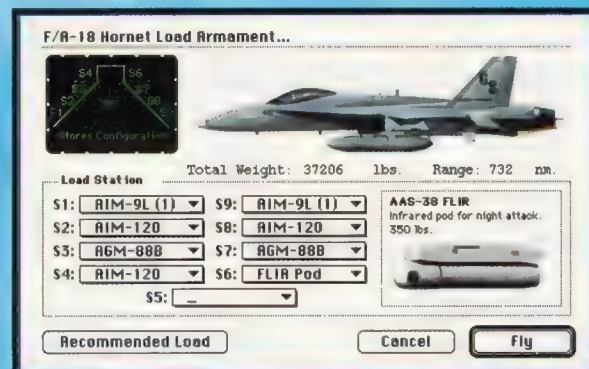 F/A-18 Hornet Load Armament...
S4 S6
S2
Stores Configuration
Total Weight: 37206 lbs. Range: 732 nm.
Load Station
S1: AIM-9L (1) S9: AIM-9L (1)
S2: AIM-120 S8: AIM-120
S3: AGM-88B S7: AGM-88B
S4: AIM-120 S6: FLIR Pod
S5: _
AAS-38 FLIR
Infrared pod for night attack.
350 lbs.
Recommended Load Cancel Fly